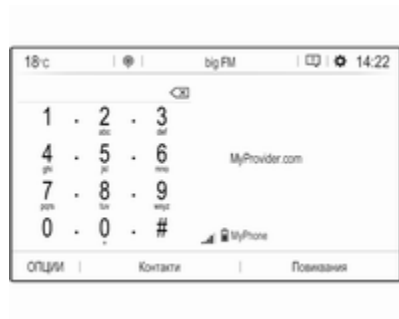 18°c big FM 14:22
1 2 3
abc def
4 5 6
ghi jkl mno
7 8 9
pqrs tuv wxyz
MyProvider.com
0 0 #
+
MyPhone
ОПЦИИ Контакти Повиквания